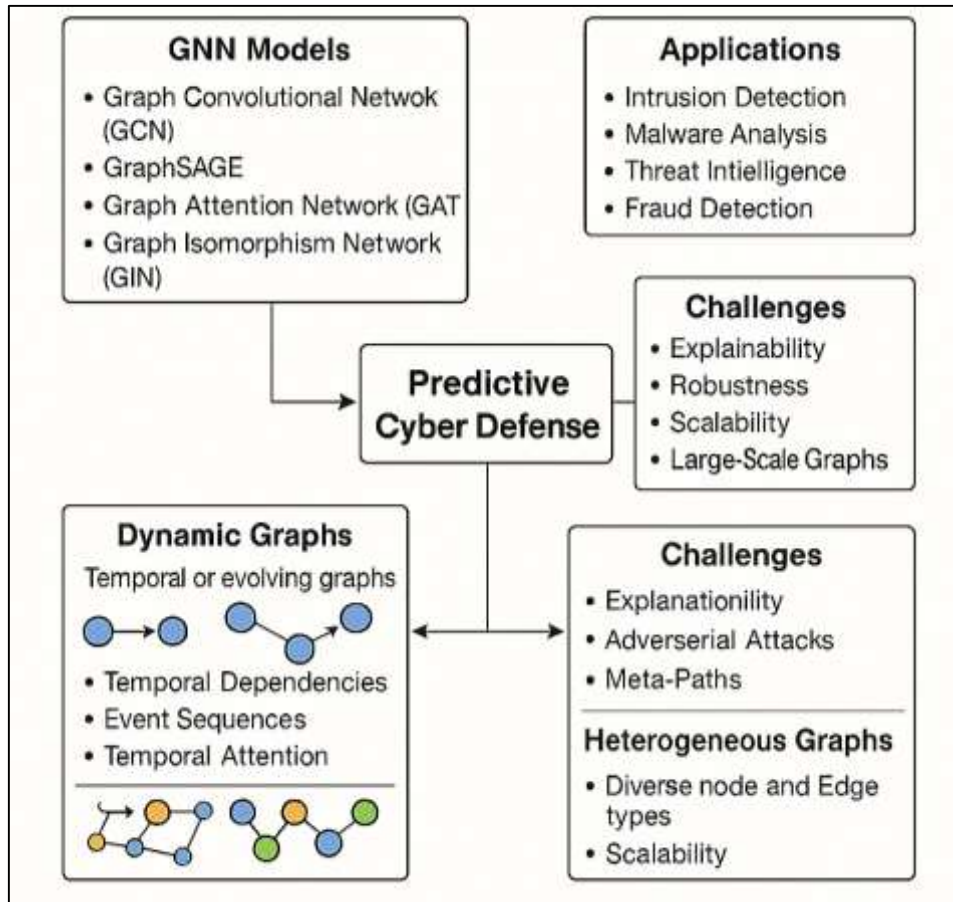 GNN Models
• Graph Convolutional Netwok
(GCN)
• GraphSAGE
• Graph Attention Network (GAT
• Graph Isomorphism Network
(GIN)
Applications
• Intrusion Detection
• Malware Analysis
• Threat Intielligence
• Fraud Detection
Challenges
• Explainability
• Robustness
• Scalability
• Large-Scale Graphs
Predictive
Cyber Defense
Dynamic Graphs
Temporal or evolving graphs
• Temporal Dependencies
• Event Sequences
• Temporal Attention
Challenges
• Explanationility
• Adverserial Attacks
• Meta-Paths
Heterogeneous Graphs
• Diverse node and Edge
types
• Scalability